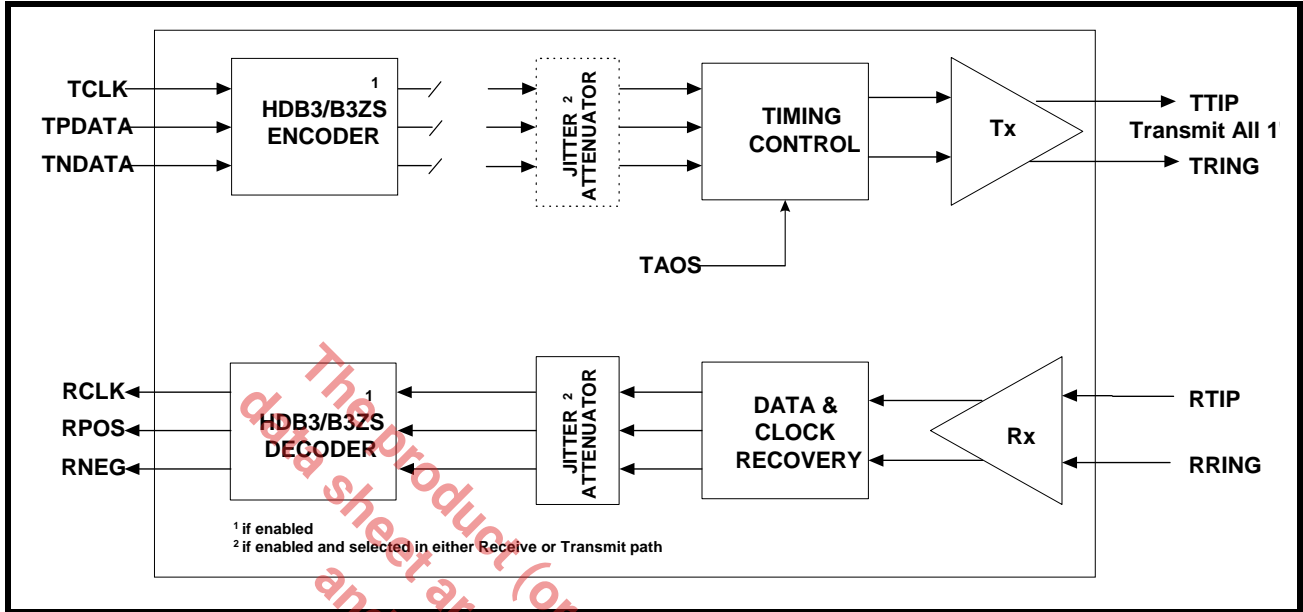 TCLK
TPDATA
TNDATA
1
HDB3/B3ZS
ENCODER
JITTER 2
ATTENUATOR
TIMING
CONTROL
Tx
TTIP
Transmit All 1'
TRING
TAOS
RCLK
RPOS
RNEG
1
HDB3/B3ZS
DECODER
JITTER 2
ATTENUATOR
DATA &
CLOCK
RECOVERY
Rx
RTIP
RRING
1 if enabled
2 if enabled and selected in either Receive or Transmit path
The product (or
data sheet ar
an